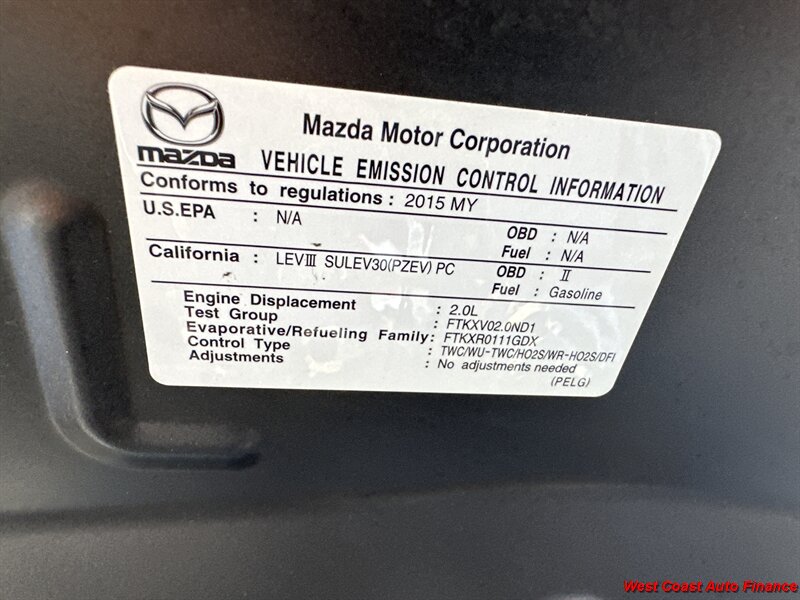 Mazda Motor Corporation
mazda VEHICLE EMISSION CONTROL INFORMATION
Conforms to regulations : 2015 MY
U.S.EPA : N/A OBD : N/A
Fuel : N/A
California : LEVⅢ SULEV30(PZEV) PC OBD : Ⅱ
Fuel : Gasoline
Engine Displacement : 2.0L
Test Group : FTKXV02.0ND1
Evaporative/Refueling Family: FTKXR0111GDX
Control Type : TWC/WU-TWC/HO2S/WR-HO2S/DFI
Adjustments : No adjustments needed
(PELG)
West Coast Auto Finance